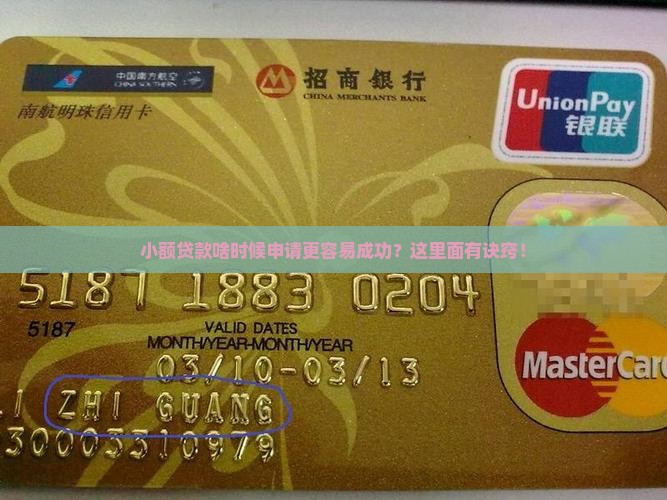 中国南方航空
CHINA SOUTHERN
招商銀行
CHINA MERCHANTS BANK
UnionPay
银联
南航明珠信用卡
小额贷款啥时候申请更容易成功？这里面有诀窍！
5187 1883 0204
5187
VALID DATES
MONTH/YEAR-MONTH/YEAR
03/10-03/13
MasterCard
LI ZHI GUANG
30003310979